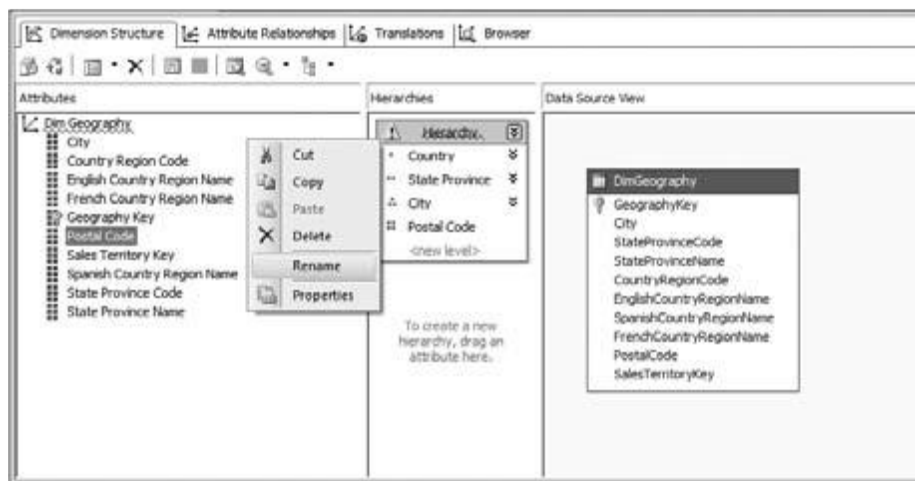 Dimension Structure Attribute Relationships Translations Browser
Attributes
Dim Geography
City
Country Region Code
English Country Region Name
French Country Region Name
Geography Key
Postal Code
Sales Territory Key
Spanish Country Region Name
State Province Code
State Province Name
Cut
Copy
Paste
Delete
Rename
Properties
Hierarchies
Hierarchy
Country
State Province
City
Postal Code
<new level>
To create a new
hierarchy, drag an
attribute here.
Data Source View
DimGeography
GeographyKey
City
StateProvinceCode
StateProvinceName
CountryRegionCode
EnglishCountryRegionName
SpanishCountryRegionName
FrenchCountryRegionName
PostalCode
SalesTerritoryKey